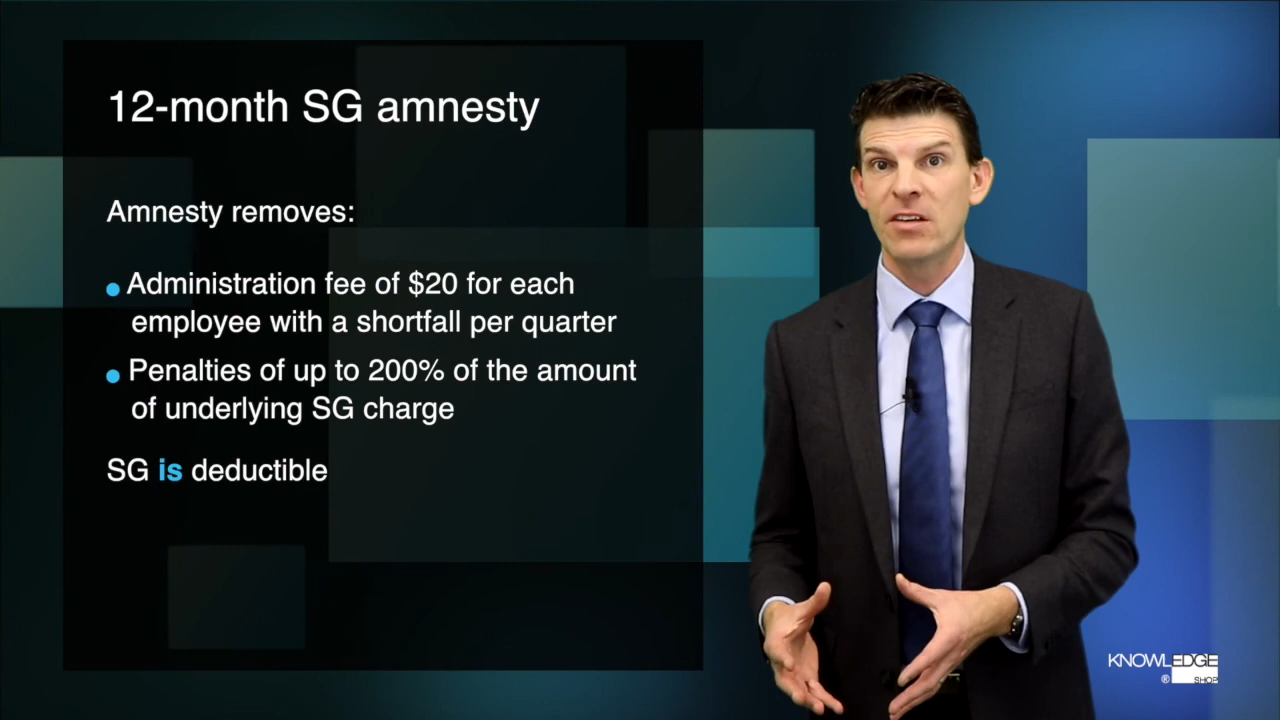 12-month SG amnesty
Amnesty removes:
Administration fee of $20 for each
employee with a shortfall per quarter
Penalties of up to 200% of the amount
of underlying SG charge
SG is deductible
KNOWLEDGE
® SHOP